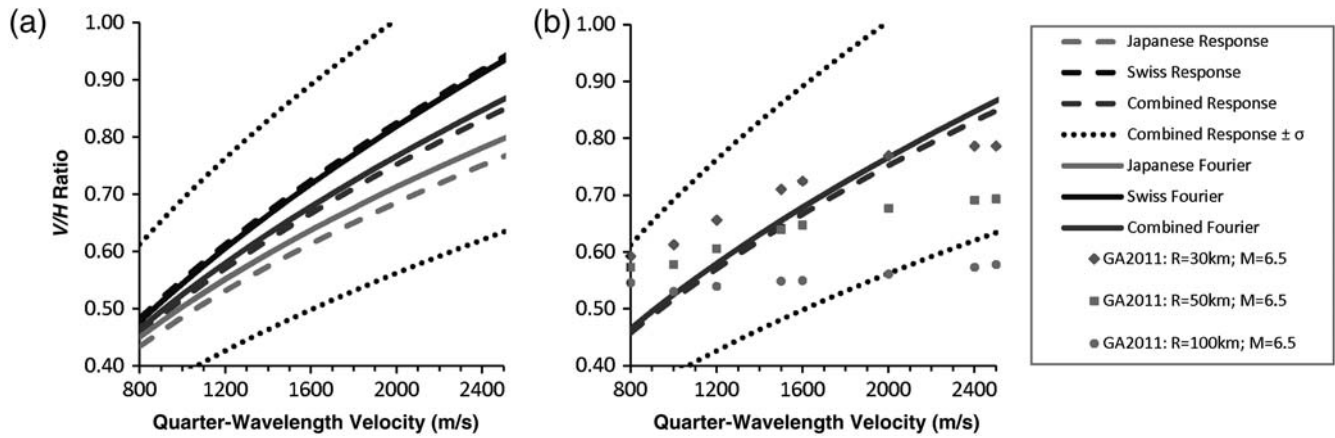 (a)
V/H Ratio
1.00
0.90
0.80
0.70
0.60
0.50
0.40
800 1200 1600 2000 2400
Quarter-Wavelength Velocity (m/s)
(b)
1.00
0.90
0.80
0.70
0.60
0.50
0.40
800 1200 1600 2000 2400
Quarter-Wavelength Velocity (m/s)
Japanese Response
Swiss Response
Combined Response
Combined Response ± σ
Japanese Fourier
Swiss Fourier
Combined Fourier
GA2011: R=30km; M=6.5
GA2011: R=50km; M=6.5
GA2011: R=100km; M=6.5